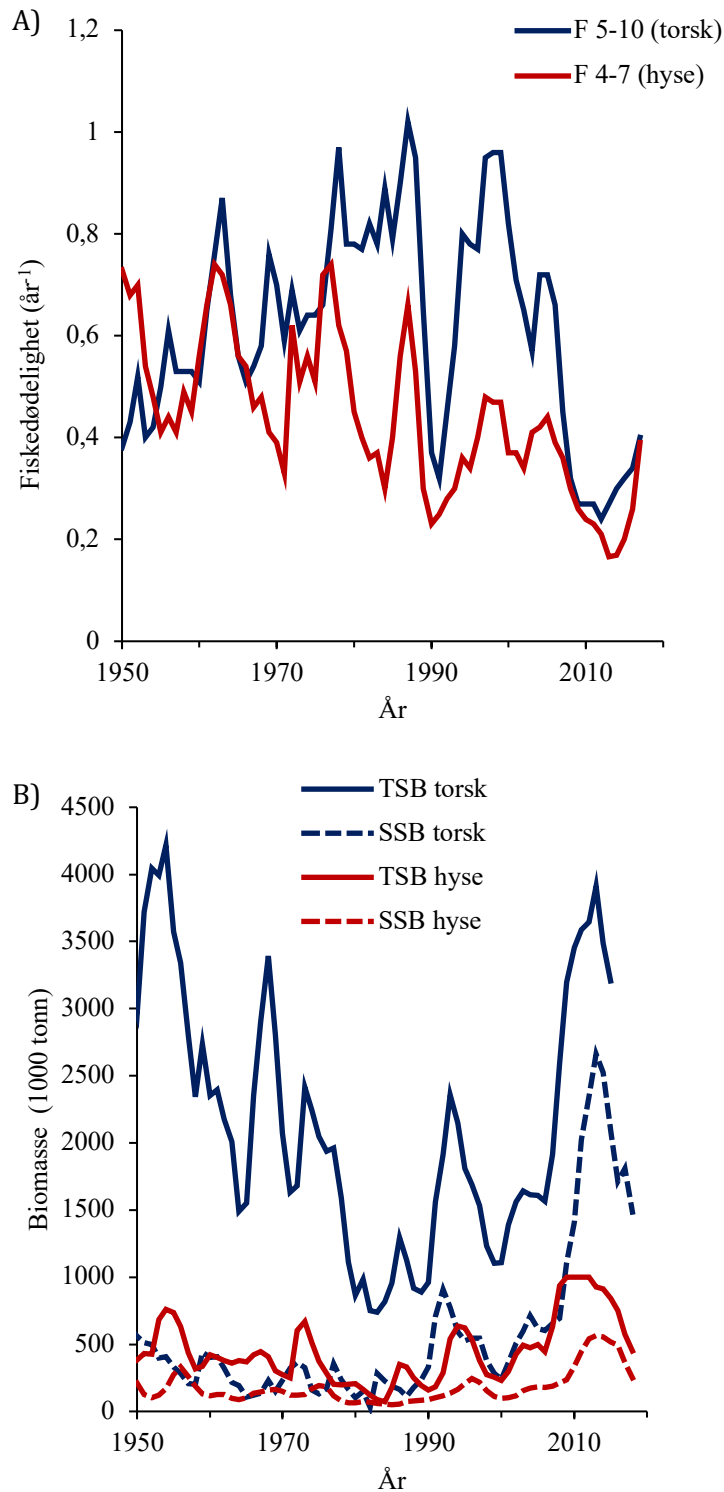 A)
F 5-10 (torsk)
F 4-7 (hyse)
Fiskedødelighet (år-1)
1,2
1
0,8
0,6
0,4
0,2
0
1950 1970 1990 2010
År
B)
TSB torsk
SSB torsk
TSB hyse
SSB hyse
Biomasse (1000 tonn)
4500
4000
3500
3000
2500
2000
1500
1000
500
0
1950 1970 1990 2010
År